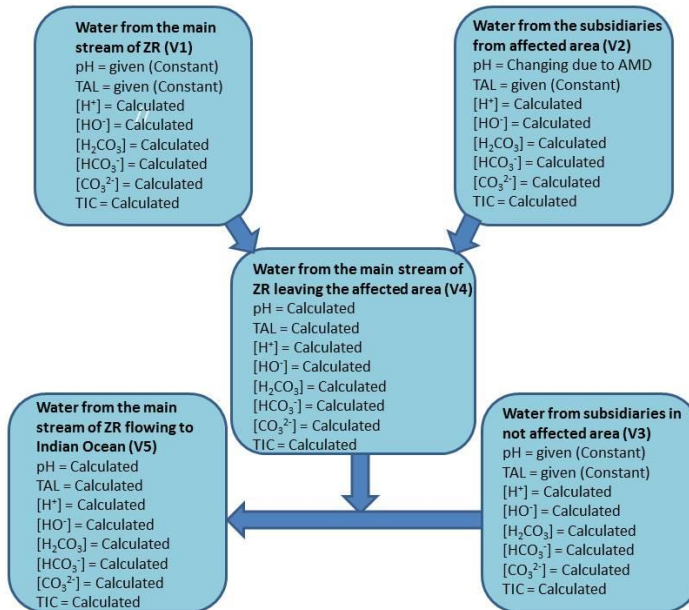 Water from the main
stream of ZR (V1)
pH = given (Constant)
TAL = given (Constant)
[H⁺] = Calculated
[HO⁻] = Calculated
[H₂CO₃] = Calculated
[HCO₃⁻] = Calculated
[CO₃²⁻] = Calculated
TIC = Calculated
Water from the subsidiaries
from affected area (V2)
pH = Changing due to AMD
TAL = given (Constant)
[H⁺] = Calculated
[HO⁻] = Calculated
[H₂CO₃] = Calculated
[HCO₃⁻] = Calculated
[CO₃²⁻] = Calculated
TIC = Calculated
Water from the main stream of
ZR leaving the affected area (V4)
pH = Calculated
TAL = Calculated
[H⁺] = Calculated
[HO⁻] = Calculated
[H₂CO₃] = Calculated
[HCO₃⁻] = Calculated
[CO₃²⁻] = Calculated
TIC = Calculated
Water from the main
stream of ZR flowing to
Indian Ocean (V5)
pH = Calculated
TAL = Calculated
[H⁺] = Calculated
[HO⁻] = Calculated
[H₂CO₃] = Calculated
[HCO₃⁻] = Calculated
[CO₃²⁻] = Calculated
TIC = Calculated
Water from subsidiaries in
not affected area (V3)
pH = given (Constant)
TAL = given (Constant)
[H⁺] = Calculated
[HO⁻] = Calculated
[H₂CO₃] = Calculated
[HCO₃⁻] = Calculated
[CO₃²⁻] = Calculated
TIC = Calculated